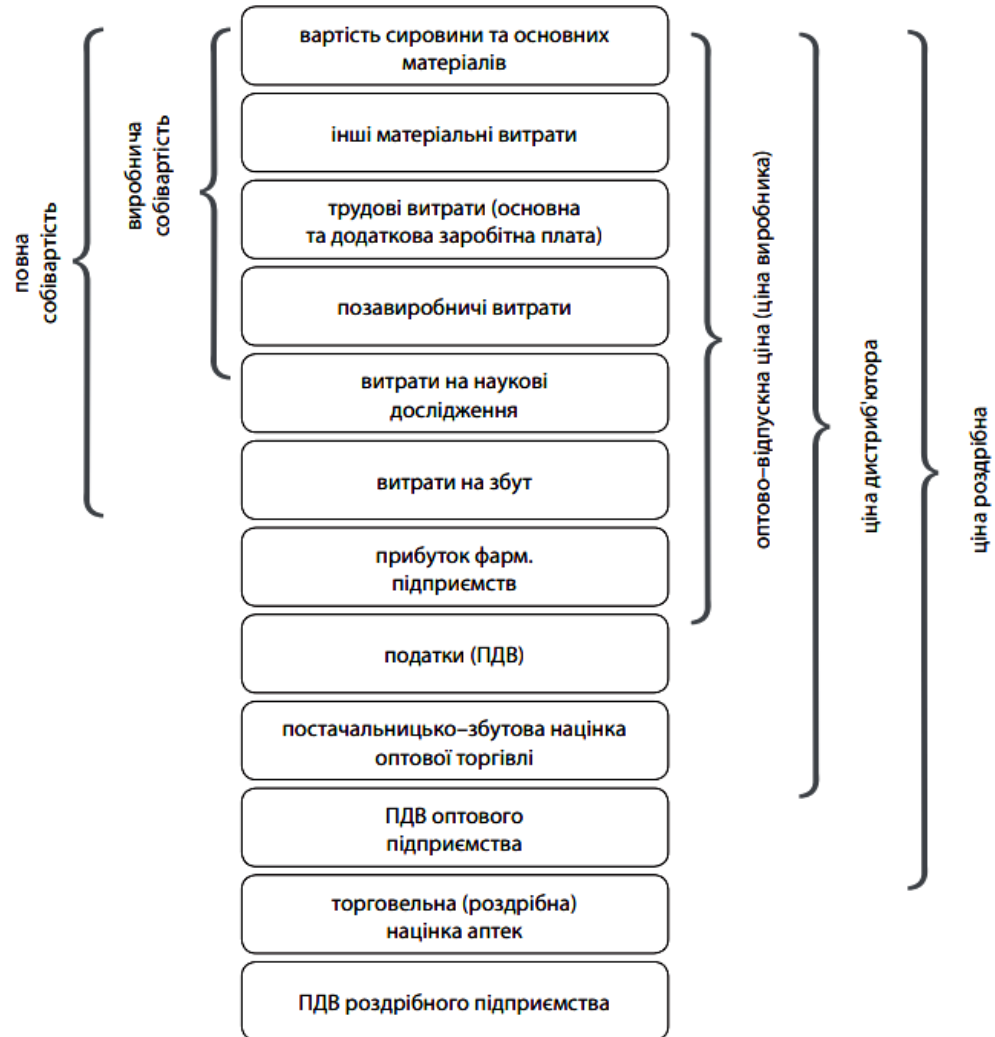 повна
собівартість
виробнича
собівартість
вартість сировини та основних
матеріалів
інші матеріальні витрати
трудові витрати (основна
та додаткова заробітна плата)
позавиробничі витрати
витрати на наукові
дослідження
витрати на збут
прибуток фарм.
підприємств
податки (ПДВ)
постачальницько–збутова націнка
оптової торгівлі
ПДВ оптового
підприємства
торговельна (роздрібна)
націнка аптек
ПДВ роздрібного підприємства
оптово–відпускна ціна (ціна виробника)
ціна дистриб'ютора
ціна роздрібна